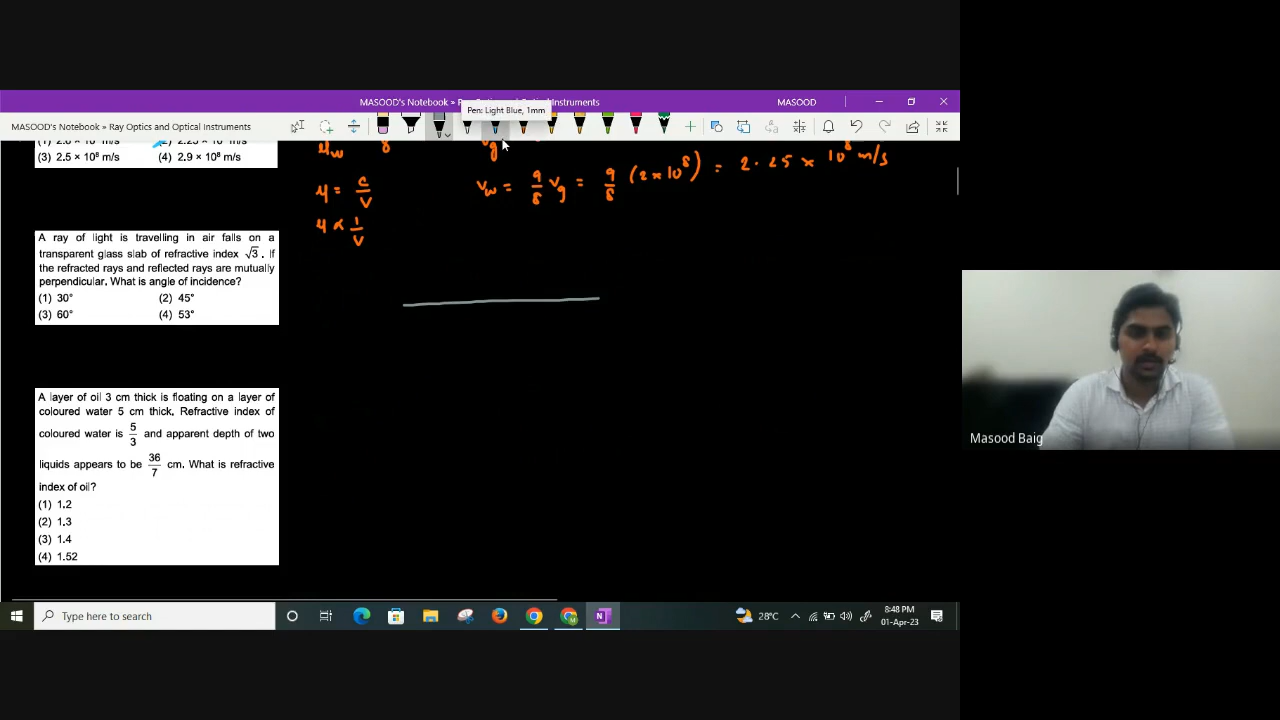 MASOOD's Notebook » Ray Optics and Optical Instruments
MASOOD
Pen: Light Blue, 1mm
MASOOD's Notebook » Ray Optics and Optical Instruments
(3) 2.5 × 10⁸ m/s (4) 2.9 × 10⁸ m/s
v_w = 9/8 v_g = 9/8 (2 × 10⁸) = 2.25 × 10⁸ m/s
μ = c/v
μ ∝ 1/v
A ray of light is travelling in air falls on a
transparent glass slab of refractive index √3. If
the refracted rays and reflected rays are mutually
perpendicular. What is angle of incidence?
(1) 30° (2) 45°
(3) 60° (4) 53°
A layer of oil 3 cm thick is floating on a layer of
coloured water 5 cm thick. Refractive index of
coloured water is 5/3 and apparent depth of two
liquids appears to be 36/7 cm. What is refractive
index of oil?
(1) 1.2
(2) 1.3
(3) 1.4
(4) 1.52
Masood Baig
Type here to search
28°C
8:48 PM
01-Apr-23